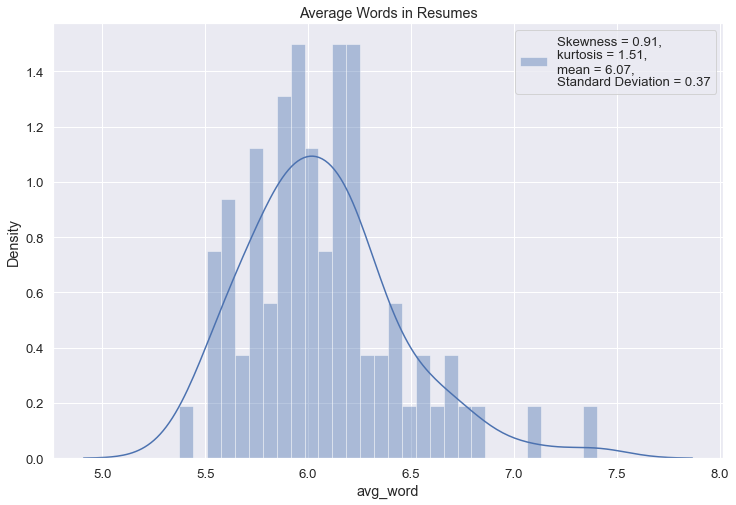 Average Words in Resumes
Skewness = 0.91,
kurtosis = 1.51,
mean = 6.07,
Standard Deviation = 0.37
1.4
1.2
1.0
0.8
0.6
0.4
0.2
0.0
Density
5.0 5.5 6.0 6.5 7.0 7.5 8.0
avg_word